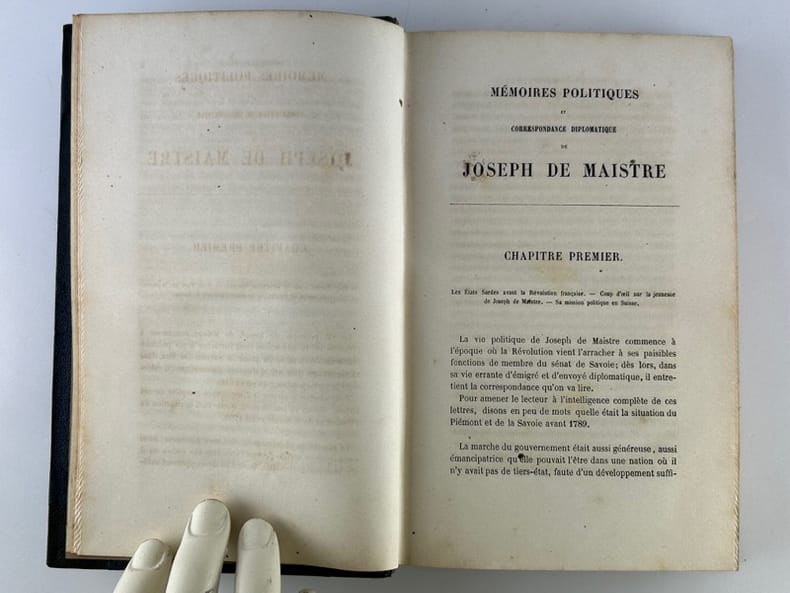 MÉMOIRES POLITIQUES
ET
CORRESPONDANCE DIPLOMATIQUE
DE
JOSEPH DE MAISTRE
CHAPITRE PREMIER.
Les États Sardes avant la Révolution française. — Coup d'œil sur la jeunesse
de Joseph de Maistre. — Sa mission politique en Suisse.
La vie politique de Joseph de Maistre commence à
l'époque où la Révolution vient l'arracher à ses paisibles
fonctions de membre du sénat de Savoie; dès lors, dans
sa vie errante d'émigré et d'envoyé diplomatique, il entre-
tient la correspondance qu'on va lire.
Pour amener le lecteur à l'intelligence complète de ces
lettres, disons en peu de mots quelle était la situation du
Piémont et de la Savoie avant 1789.
La marche du gouvernement était aussi généreuse, aussi
émancipatrice qu'elle pouvait l'être dans une nation où il
n'y avait pas de tiers-état, faute d'un développement suffi-